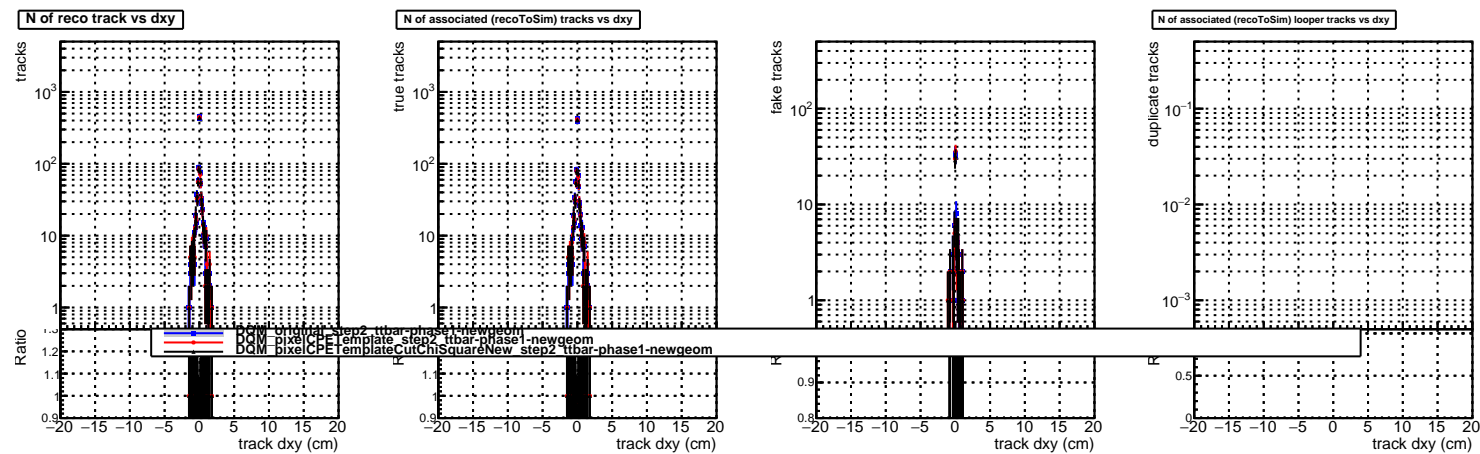 N of reco track vs dxy
N of associated (recoToSim) tracks vs dxy
N of associated (recoToSim) looper tracks vs dxy
tracks
10³
10²
10
1
true tracks
10³
10²
10
1
fake tracks
10²
10
1
duplicate tracks
10⁻¹
10⁻²
10⁻³
DQM_original_step2_ttbar-phase1-newgeom
DQM_pixelCPETemplate_step2_ttbar-phase1-newgeom
DQM_pixelCPETemplateCutChiSquareNew_step2_ttbar-phase1-newgeom
Ratio
1.2
1.1
1
0.9
−20 −15 −10 −5 0 5 10 15 20
track dxy (cm)
1.1
1
0.9
−20 −15 −10 −5 0 5 10 15 20
track dxy (cm)
0.9
0.8
−20 −15 −10 −5 0 5 10 15 20
track dxy (cm)
0.5
0
−20 −15 −10 −5 0 5 10 15 20
track dxy (cm)